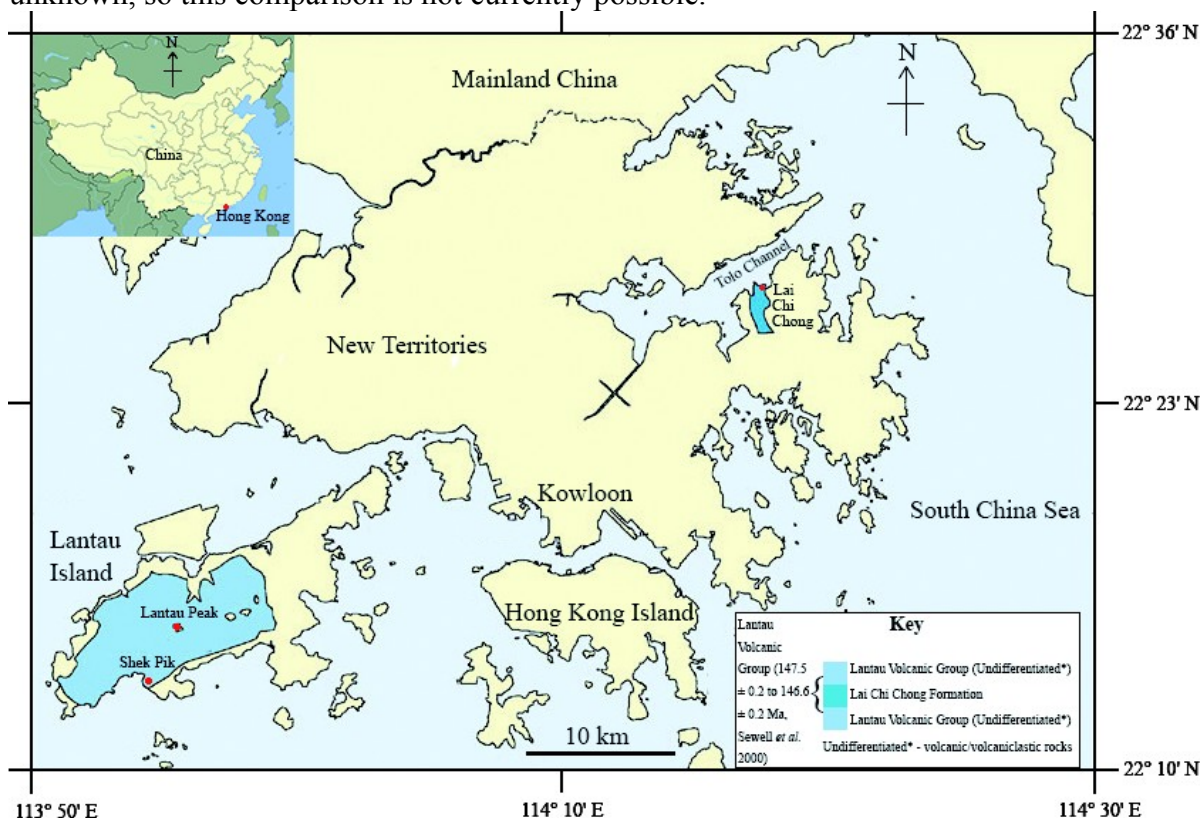 unknown, so this comparison is not currently possible.
22° 36' N
N
N
Mainland China
China
Hong Kong
Tolo Channel
Lai
Chi
Chong
New Territories
22° 23' N
Kowloon
South China Sea
Lantau
Island
Lantau Peak
Hong Kong Island
Shek Pik
Key
Lantau
Volcanic
Group (147.5
± 0.2 to 146.6
± 0.2 Ma,
Sewell et al.
2000)
Lantau Volcanic Group (Undifferentiated*)
Lai Chi Chong Formation
Lantau Volcanic Group (Undifferentiated*)
Undifferentiated* - volcanic/volcaniclastic rocks
10 km
22° 10' N
113° 50' E
114° 10' E
114° 30' E